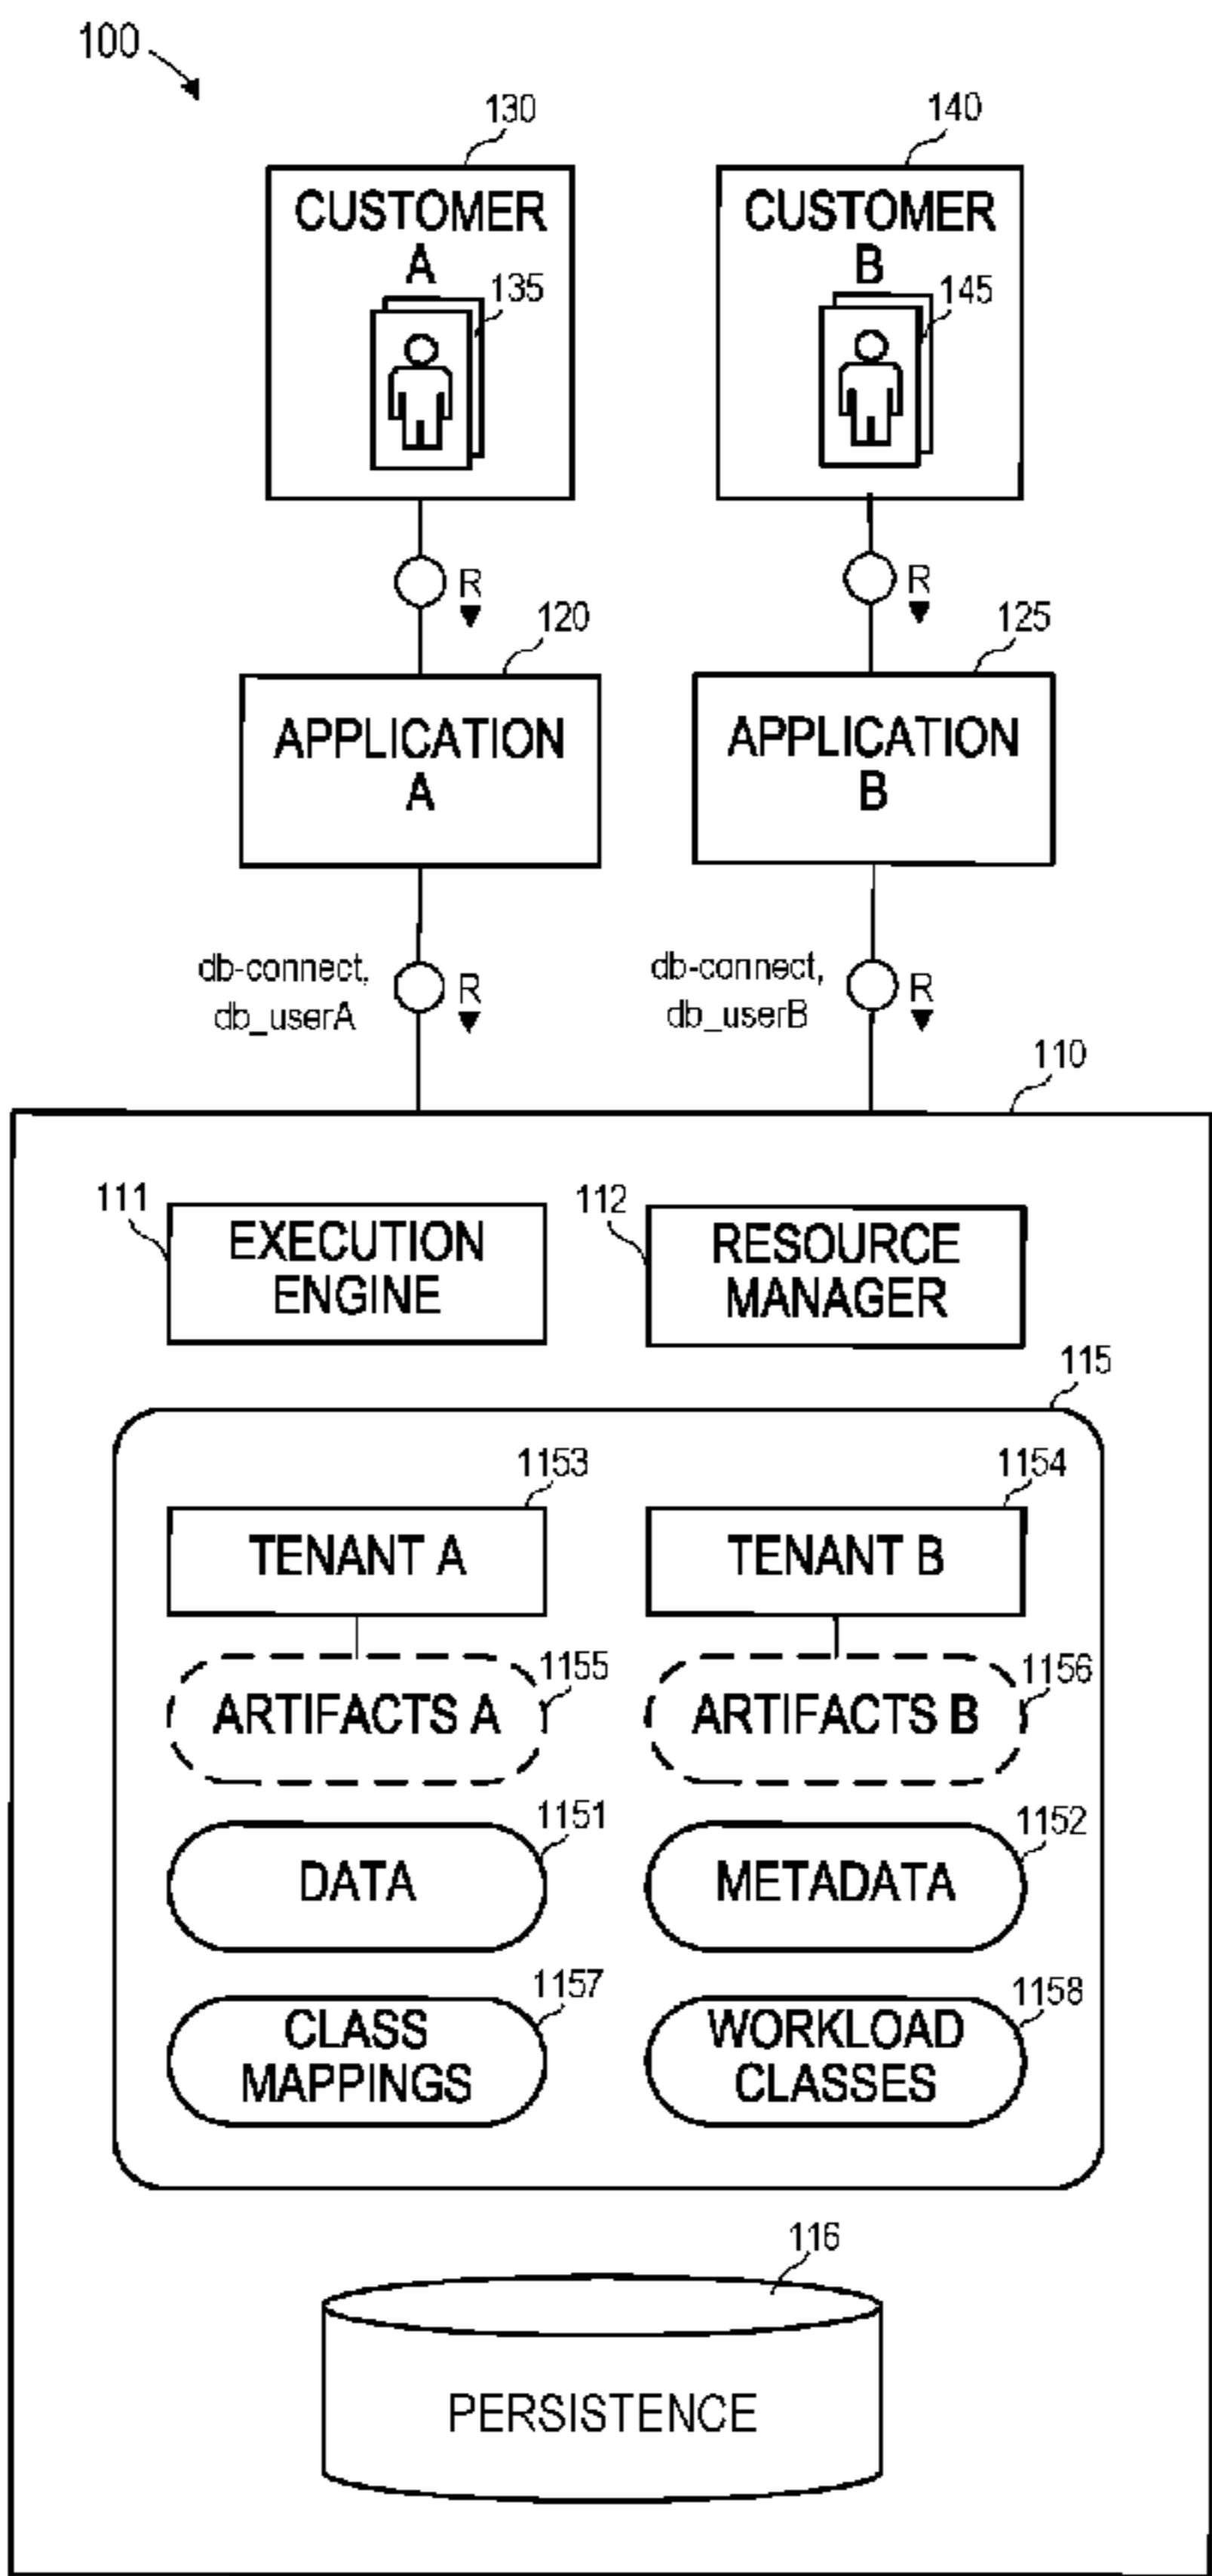 100
130
140
CUSTOMER
A
135
CUSTOMER
B
145
R
R
120
125
APPLICATION
A
APPLICATION
B
db-connect,
db_userA
R
db-connect,
db_userB
R
110
111
EXECUTION
ENGINE
112
RESOURCE
MANAGER
115
1153
1154
TENANT A
TENANT B
1155
1156
ARTIFACTS A
ARTIFACTS B
1151
1152
DATA
METADATA
1157
1158
CLASS
MAPPINGS
WORKLOAD
CLASSES
116
PERSISTENCE